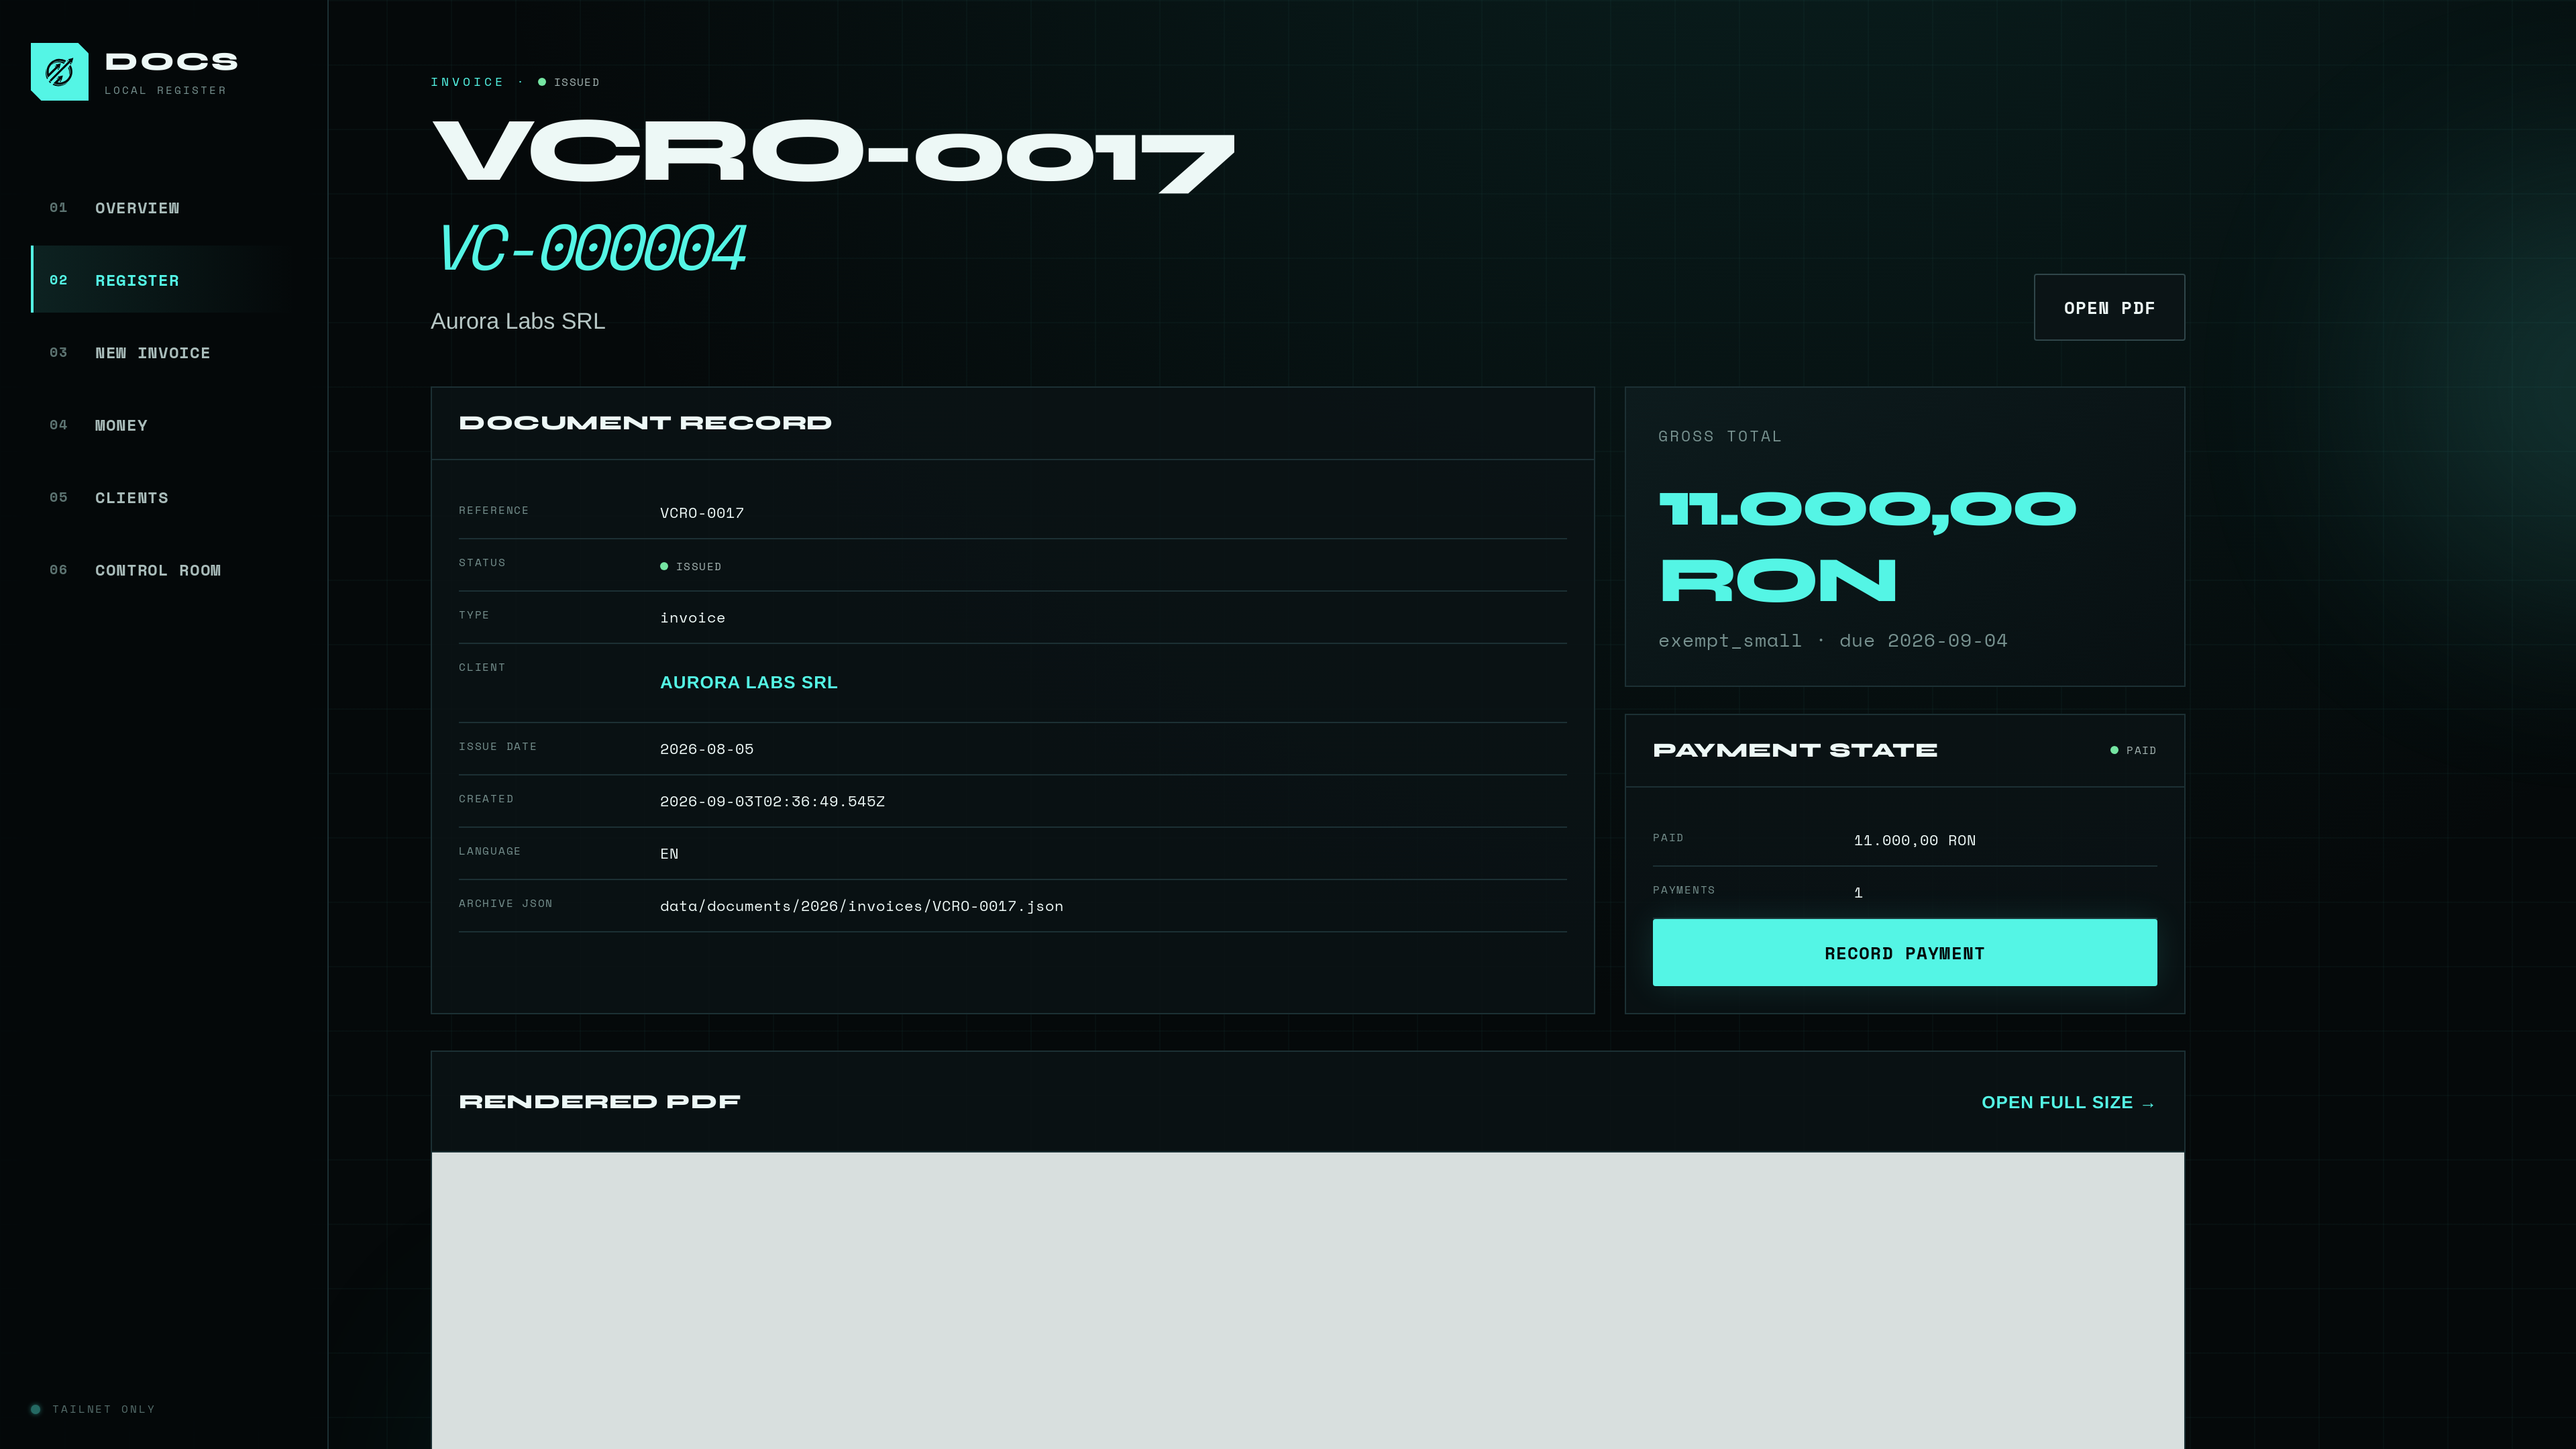 DOCS
LOCAL REGISTER
01 OVERVIEW
02 REGISTER
03 NEW INVOICE
04 MONEY
05 CLIENTS
06 CONTROL ROOM
TAILNET ONLY
INVOICE · ISSUED
VCRO-0017
VC-000004
Aurora Labs SRL
OPEN PDF
DOCUMENT RECORD
REFERENCE VCRO-0017
STATUS ISSUED
TYPE invoice
CLIENT AURORA LABS SRL
ISSUE DATE 2026-08-05
CREATED 2026-09-03T02:36:49.545Z
LANGUAGE EN
ARCHIVE JSON data/documents/2026/invoices/VCRO-0017.json
GROSS TOTAL
11.000,00
RON
exempt_small · due 2026-09-04
PAYMENT STATE PAID
PAID 11.000,00 RON
PAYMENTS 1
RECORD PAYMENT
RENDERED PDF
OPEN FULL SIZE →